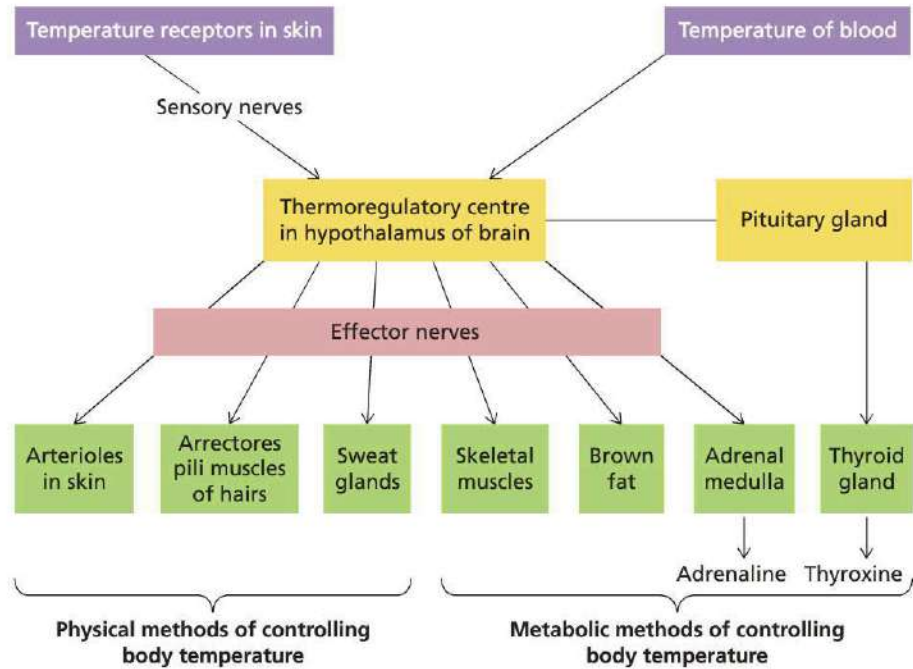 Temperature receptors in skin
Temperature of blood
Sensory nerves
Thermoregulatory centre
in hypothalamus of brain
Pituitary gland
Effector nerves
Arterioles
in skin
Arrectores
pili muscles
of hairs
Sweat
glands
Skeletal
muscles
Brown
fat
Adrenal
medulla
Thyroid
gland
Adrenaline
Thyroxine
Physical methods of controlling
body temperature
Metabolic methods of controlling
body temperature